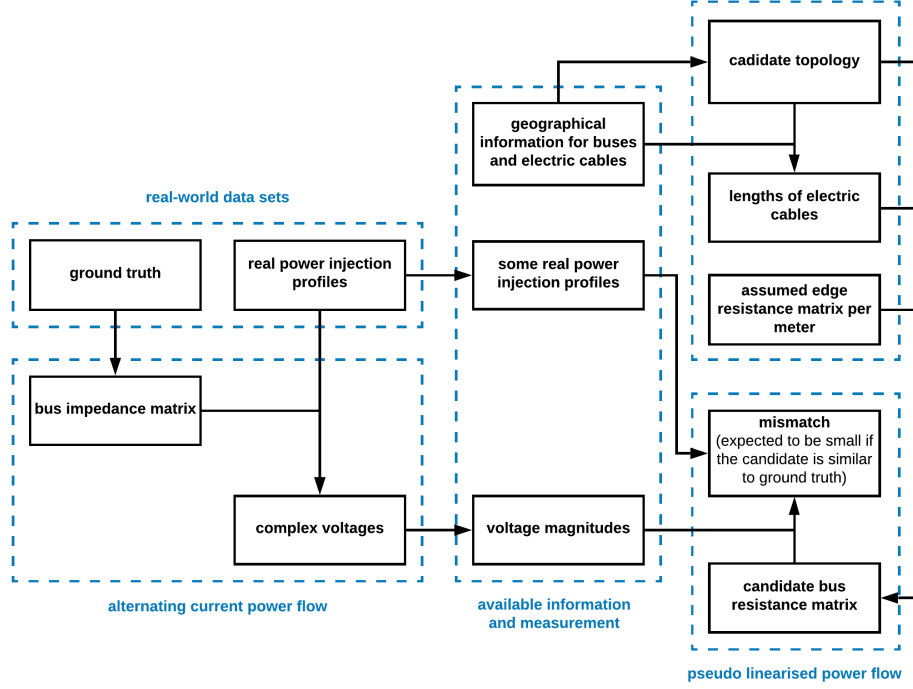 cadidate topology
geographical
information for buses
and electric cables
real-world data sets
lengths of electric
cables
ground truth
real power injection
profiles
some real power
injection profiles
assumed edge
resistance matrix per
meter
bus impedance matrix
mismatch
(expected to be small if
the candidate is similar
to ground truth)
complex voltages
voltage magnitudes
candidate bus
resistance matrix
alternating current power flow
available information
and measurement
pseudo linearised power flow